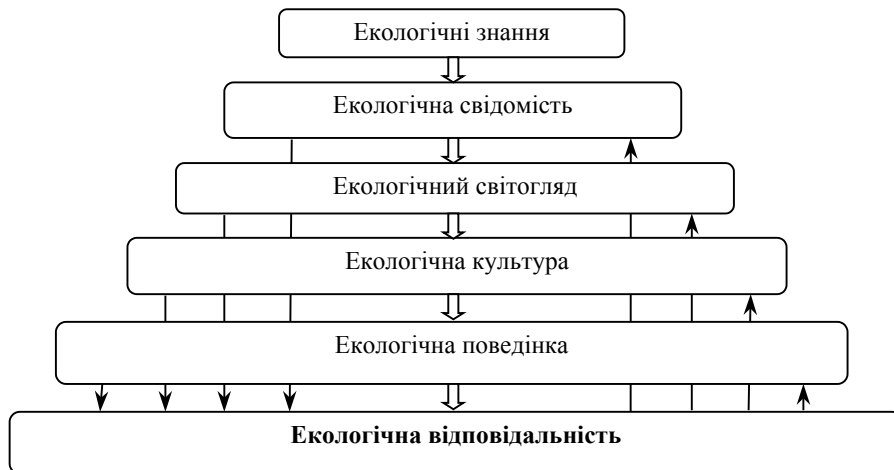 Екологічні знання
Екологічна свідомість
Екологічний світогляд
Екологічна культура
Екологічна поведінка
Екологічна відповідальність